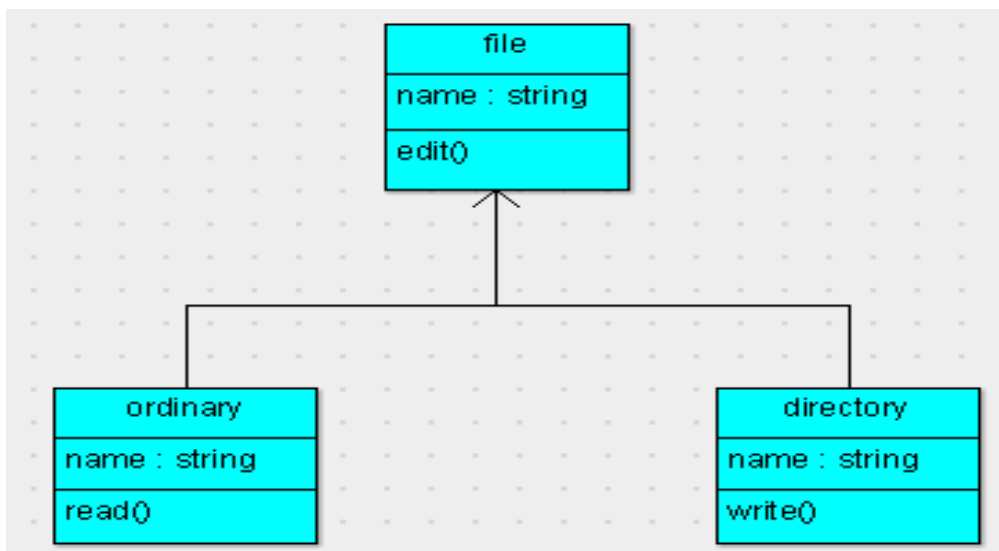 file
name : string
edit()
ordinary
name : string
read()
directory
name : string
write()